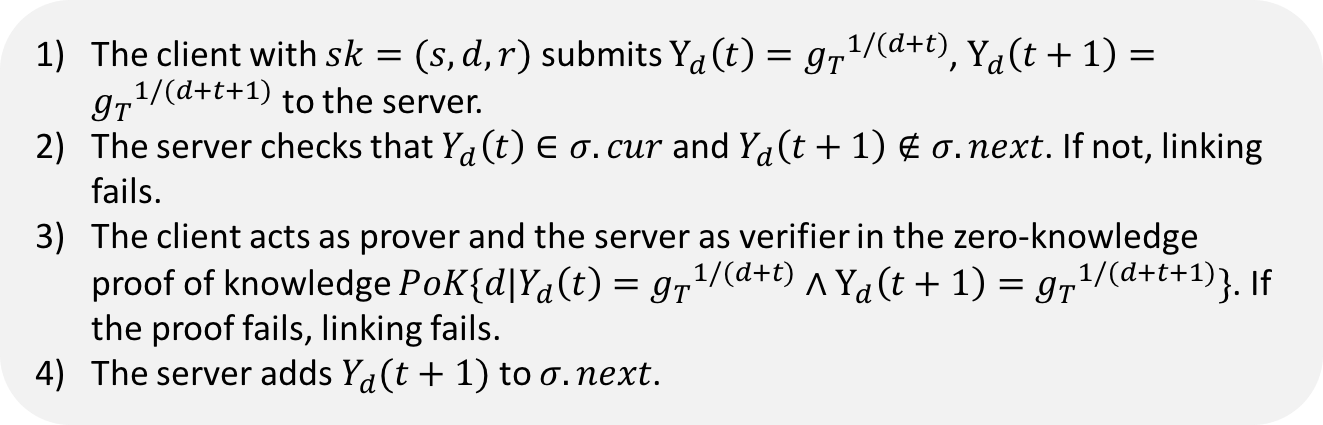 1) The client with sk = (s, d, r) submits Y_d(t) = g_T^{1/(d+t)}, Y_d(t + 1) =
g_T^{1/(d+t+1)} to the server.
2) The server checks that Y_d(t) ∈ σ.cur and Y_d(t + 1) ∉ σ.next. If not, linking
fails.
3) The client acts as prover and the server as verifier in the zero-knowledge
proof of knowledge PoK{d|Y_d(t) = g_T^{1/(d+t)} ∧ Y_d(t + 1) = g_T^{1/(d+t+1)}}. If
the proof fails, linking fails.
4) The server adds Y_d(t + 1) to σ.next.